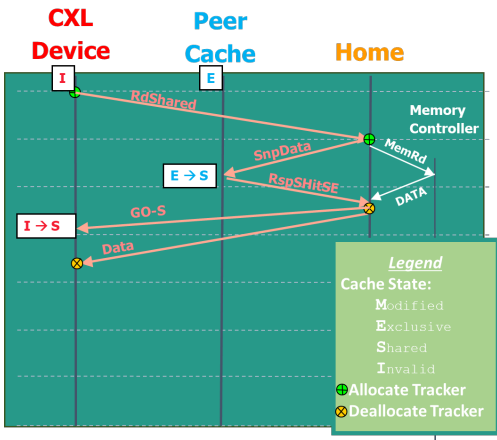 CXL
Device
Peer
Cache
Home
I
E
RdShared
Memory
Controller
SnpData
MemRd
E → S
RspSHitSE
DATA
GO-S
I → S
Data
Legend
Cache State:
Modified
Exclusive
Shared
Invalid
Allocate Tracker
Deallocate Tracker